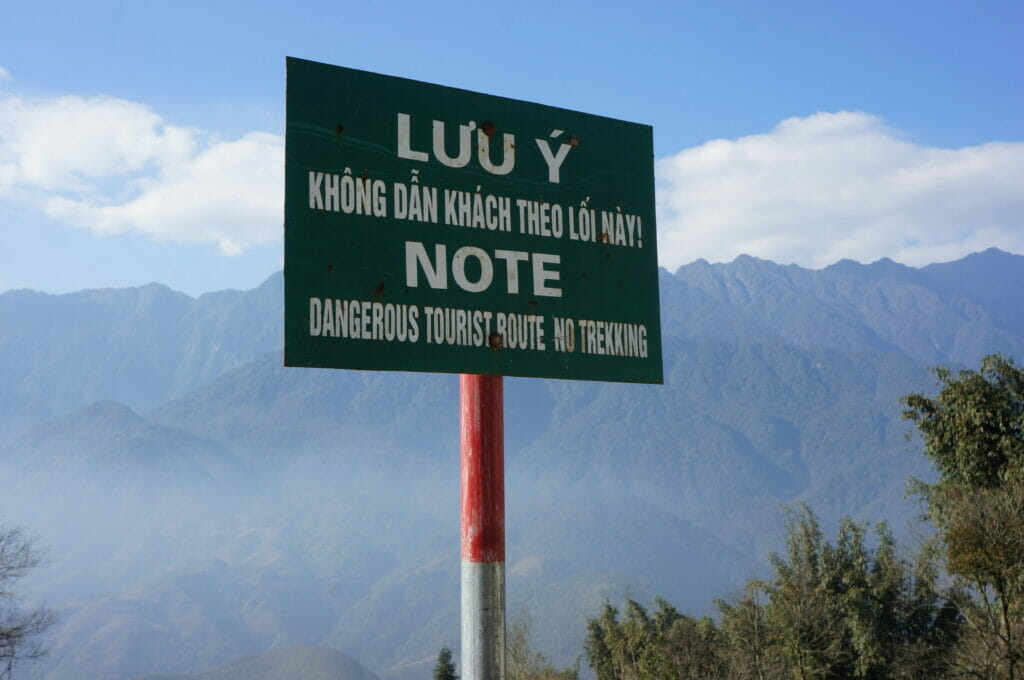 LƯU Ý
KHÔNG DẪN KHÁCH THEO LỐI NÀY!
NOTE
DANGEROUS TOURIST ROUTE NO TREKKING